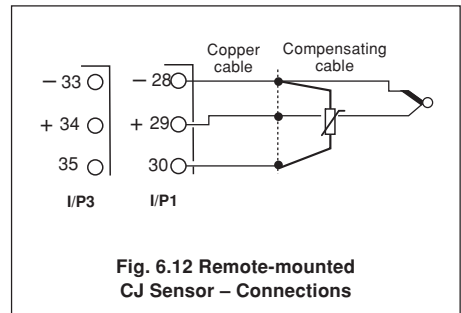 Copper cable
Compensating cable
– 33
– 28
+ 34
+ 29
35
30
I/P3
I/P1
Fig. 6.12 Remote-mounted
CJ Sensor – Connections